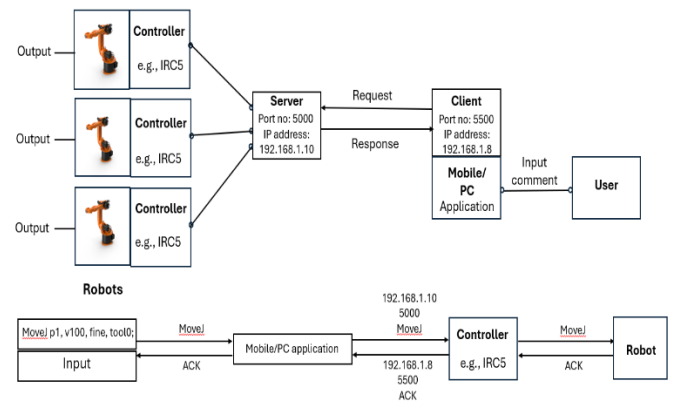 Output
Controller
e.g., IRC5
Output
Controller
e.g., IRC5
Output
Controller
e.g., IRC5
Robots
Server
Port no: 5000
IP address:
192.168.1.10
Request
Response
Client
Port no: 5500
IP address:
192.168.1.8
Mobile/
PC
Application
Input
comment
User
MoveJ p1, v100, fine, tool0;
Input
MoveJ
ACK
Mobile/PC application
192.168.1.10
5000
MoveJ
192.168.1.8
5500
ACK
Controller
e.g., IRC5
MoveJ
ACK
Robot